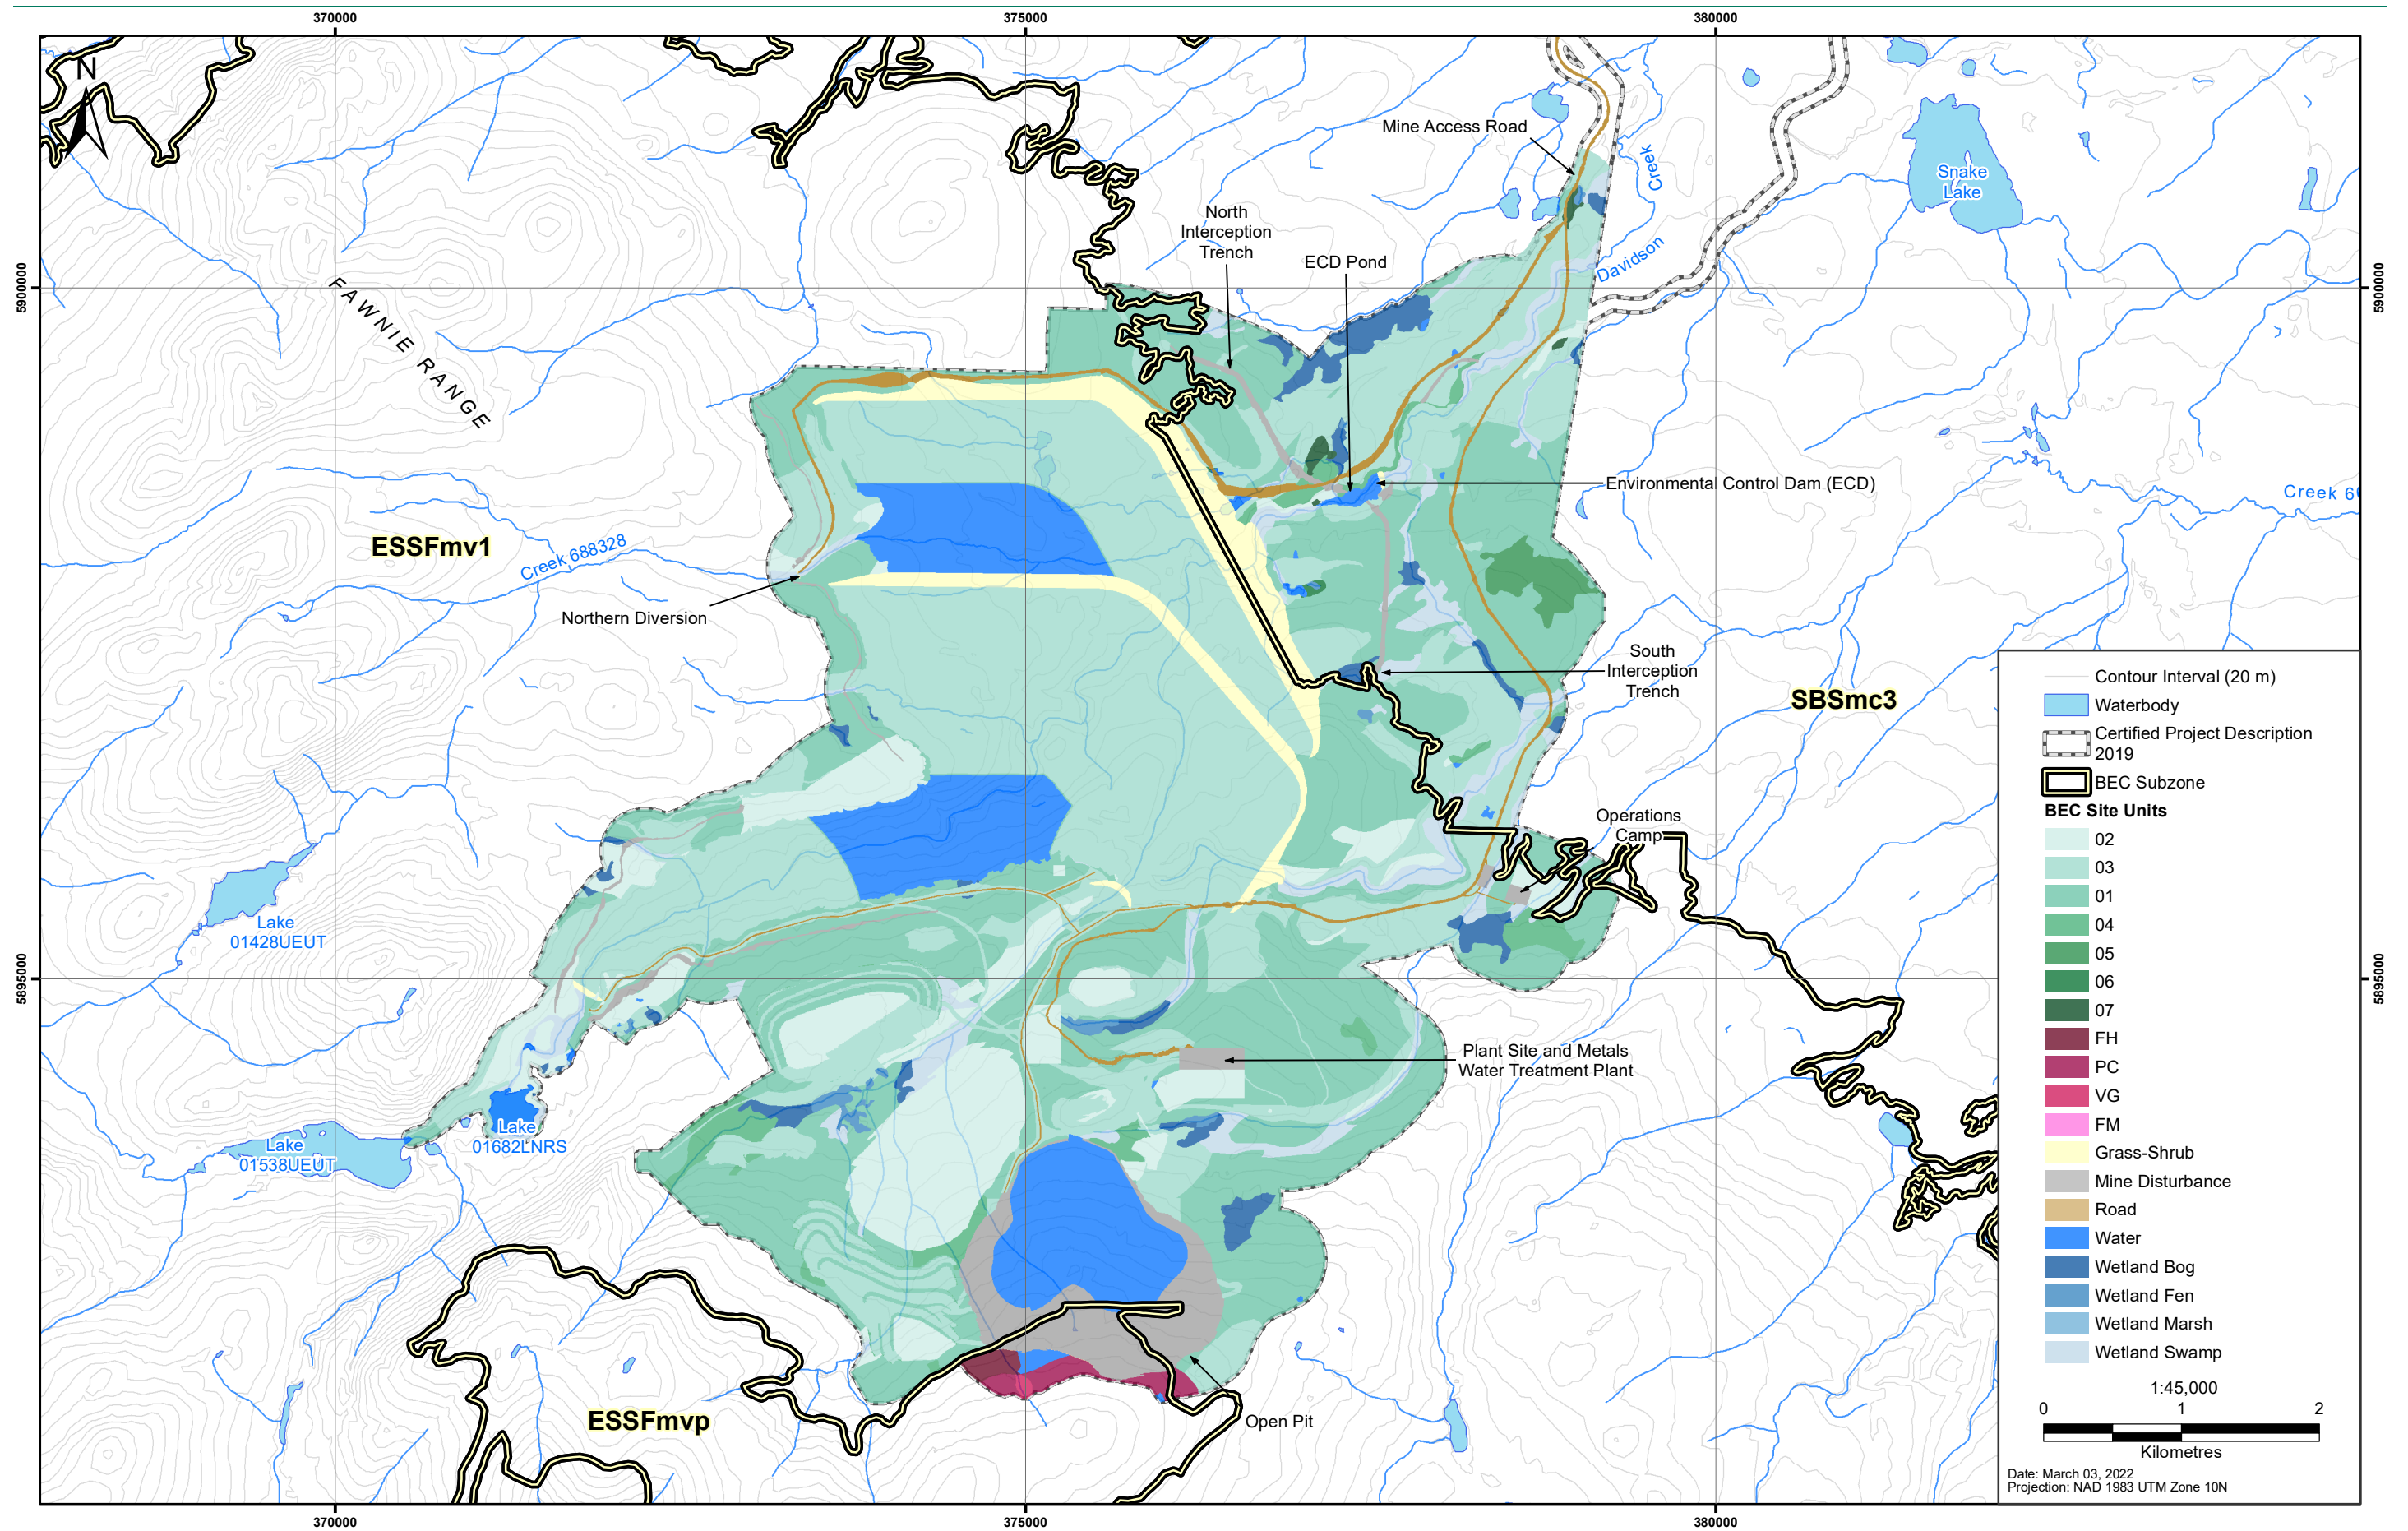 370000
375000
380000
N
Mine Access Road
Creek
Snake
Lake
North
Interception
Trench
ECD Pond
Davidson
5900000
5900000
FAWNIE RANGE
Environmental Control Dam (ECD)
Creek 66
ESSFmv1
Creek 688328
Northern Diversion
South
Interception
Trench
SBSmc3
Operations
Camp
Lake
01428UEUT
5895000
5895000
Plant Site and Metals
Water Treatment Plant
Lake
01682LNRS
Lake
01538UEUT
ESSFmvp
Open Pit
Contour Interval (20 m)
Waterbody
Certified Project Description
2019
BEC Subzone
BEC Site Units
02
03
01
04
05
06
07
FH
PC
VG
FM
Grass-Shrub
Mine Disturbance
Road
Water
Wetland Bog
Wetland Fen
Wetland Marsh
Wetland Swamp
1:45,000
0 1 2
Kilometres
Date: March 03, 2022
Projection: NAD 1983 UTM Zone 10N
370000
375000
380000